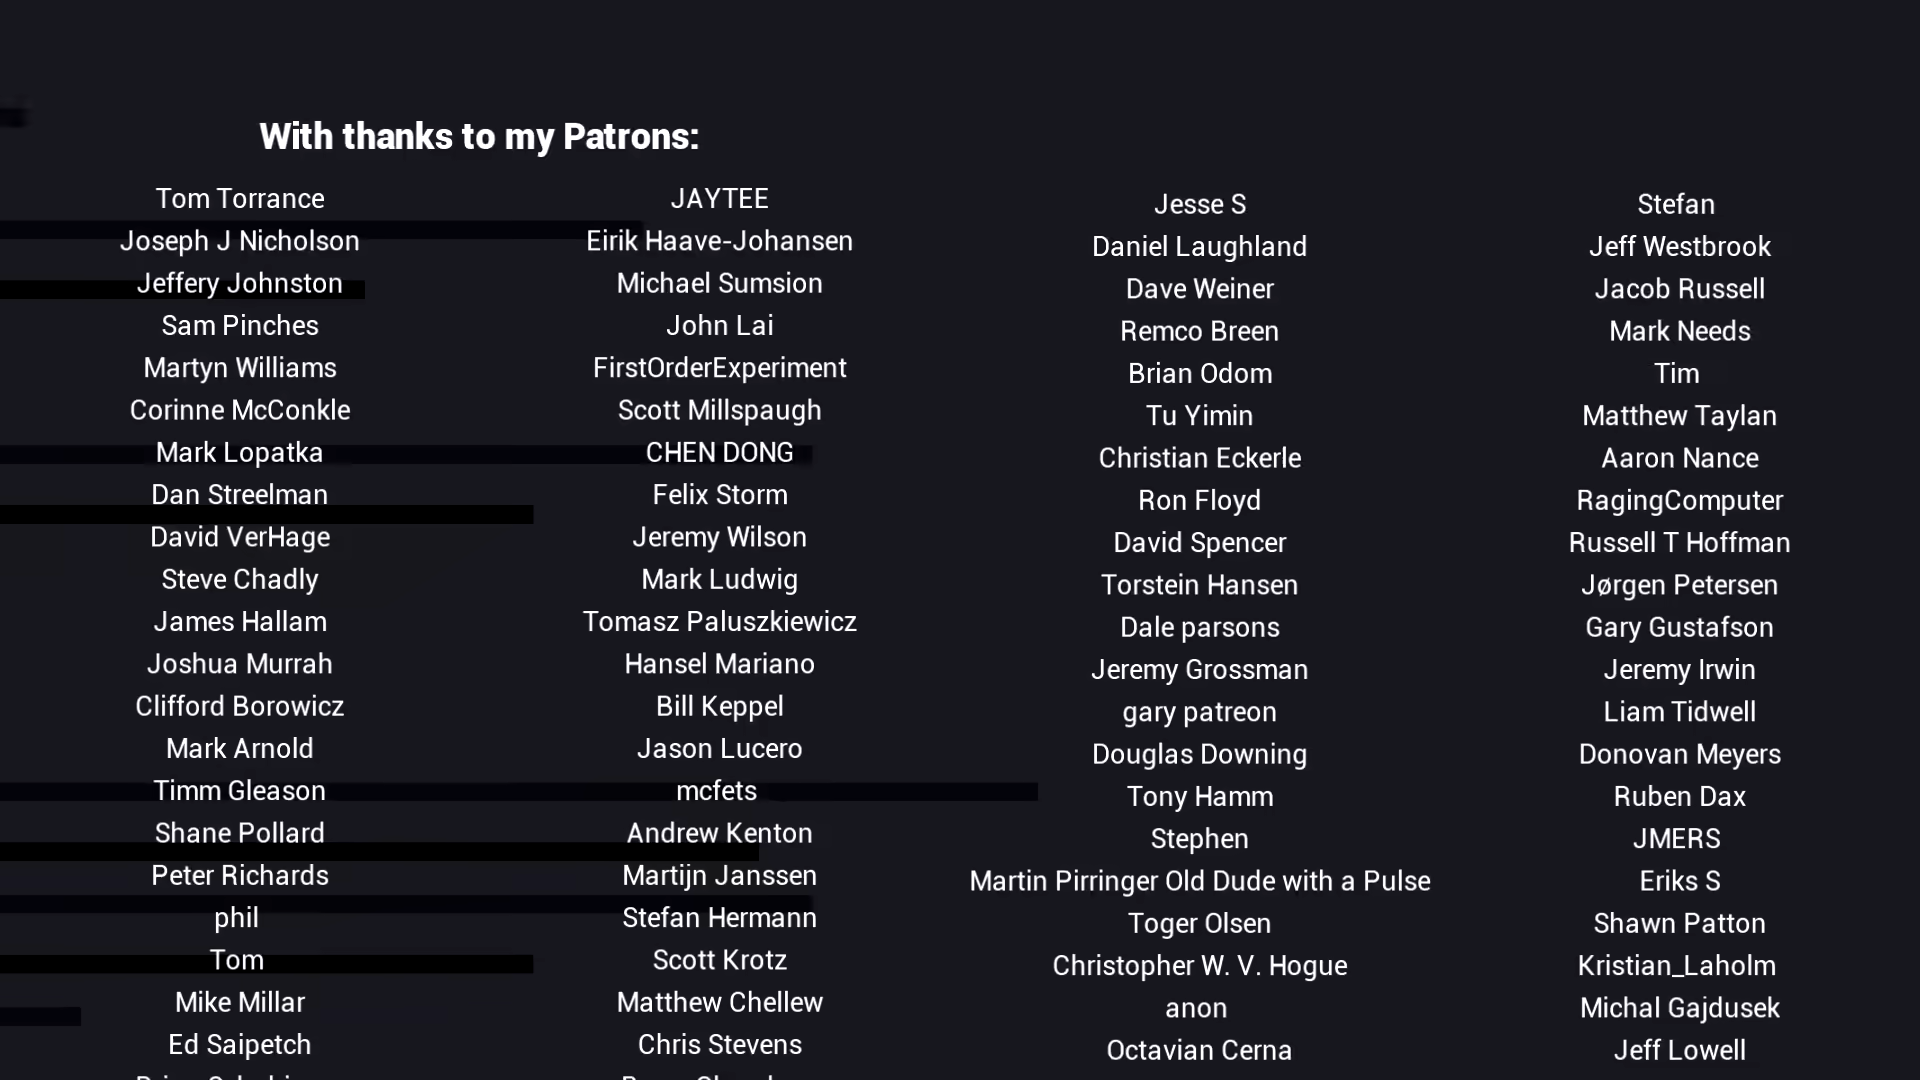 With thanks to my Patrons:
Tom Torrance
Joseph J Nicholson
Jeffery Johnston
Sam Pinches
Martyn Williams
Corinne McConkle
Mark Lopatka
Dan Streelman
David VerHage
Steve Chadly
James Hallam
Joshua Murrah
Clifford Borowicz
Mark Arnold
Timm Gleason
Shane Pollard
Peter Richards
phil
Tom
Mike Millar
Ed Saipetch
JAYTEE
Eirik Haave-Johansen
Michael Sumsion
John Lai
FirstOrderExperiment
Scott Millspaugh
CHEN DONG
Felix Storm
Jeremy Wilson
Mark Ludwig
Tomasz Paluszkiewicz
Hansel Mariano
Bill Keppel
Jason Lucero
mcfets
Andrew Kenton
Martijn Janssen
Stefan Hermann
Scott Krotz
Matthew Chellew
Chris Stevens
Jesse S
Daniel Laughland
Dave Weiner
Remco Breen
Brian Odom
Tu Yimin
Christian Eckerle
Ron Floyd
David Spencer
Torstein Hansen
Dale parsons
Jeremy Grossman
gary patreon
Douglas Downing
Tony Hamm
Stephen
Martin Pirringer Old Dude with a Pulse
Toger Olsen
Christopher W. V. Hogue
anon
Octavian Cerna
Stefan
Jeff Westbrook
Jacob Russell
Mark Needs
Tim
Matthew Taylan
Aaron Nance
RagingComputer
Russell T Hoffman
Jørgen Petersen
Gary Gustafson
Jeremy Irwin
Liam Tidwell
Donovan Meyers
Ruben Dax
JMERS
Eriks S
Shawn Patton
Kristian_Laholm
Michal Gajdusek
Jeff Lowell